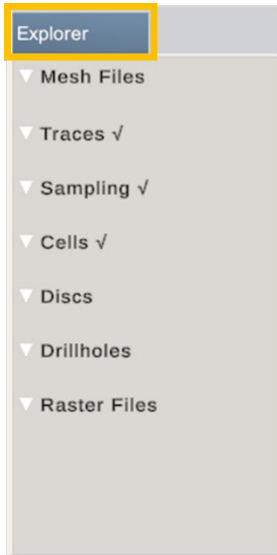 Explorer
Mesh Files
Traces √
Sampling √
Cells √
Discs
Drillholes
Raster Files